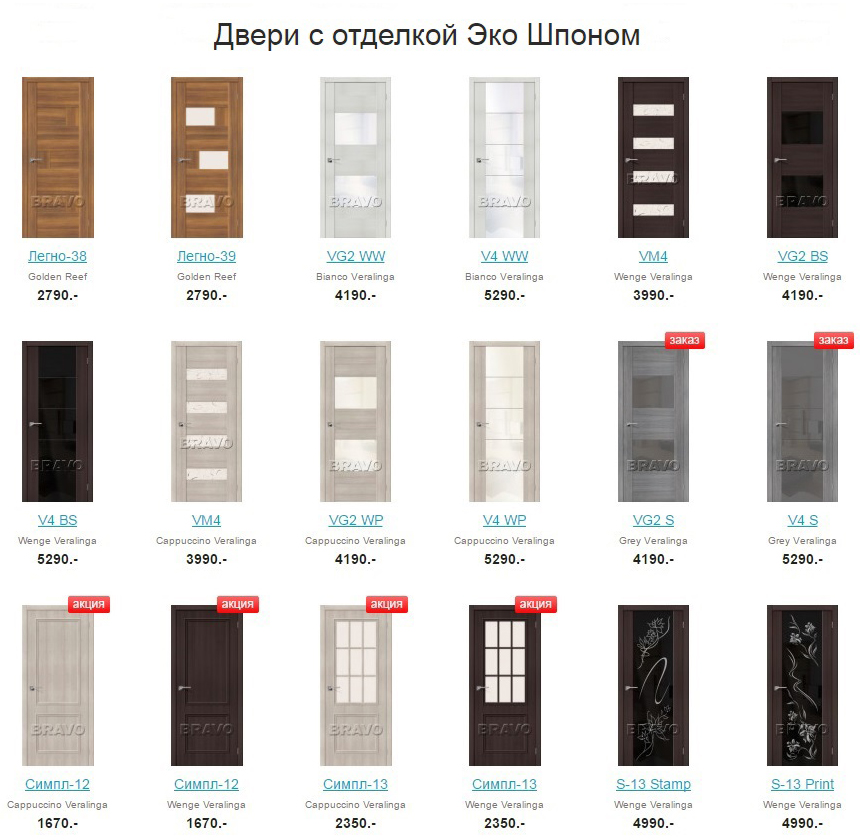 Двери с отделкой Эко Шпоном
BRAVO BRAVO BRAVO BRAVO BRAVO BRAVO
Легно-38 Легно-39 VG2 WW V4 WW VM4 VG2 BS
Golden Reef Golden Reef Bianco Veralinga Bianco Veralinga Wenge Veralinga Wenge Veralinga
2790.- 2790.- 4190.- 5290.- 3990.- 4190.-
заказ заказ
BRAVO BRAVO BRAVO BRAVO BRAVO BRAVO
V4 BS VM4 VG2 WP V4 WP VG2 S V4 S
Wenge Veralinga Cappuccino Veralinga Cappuccino Veralinga Cappuccino Veralinga Grey Veralinga Grey Veralinga
5290.- 3990.- 4190.- 5290.- 4190.- 5290.-
акция акция акция акция
BRAVO BRAVO BRAVO BRAVO BRAVO BRAVO
Симпл-12 Симпл-12 Симпл-13 Симпл-13 S-13 Stamp S-13 Print
Cappuccino Veralinga Wenge Veralinga Cappuccino Veralinga Wenge Veralinga Wenge Veralinga Wenge Veralinga
1670.- 1670.- 2350.- 2350.- 4990.- 4990.-